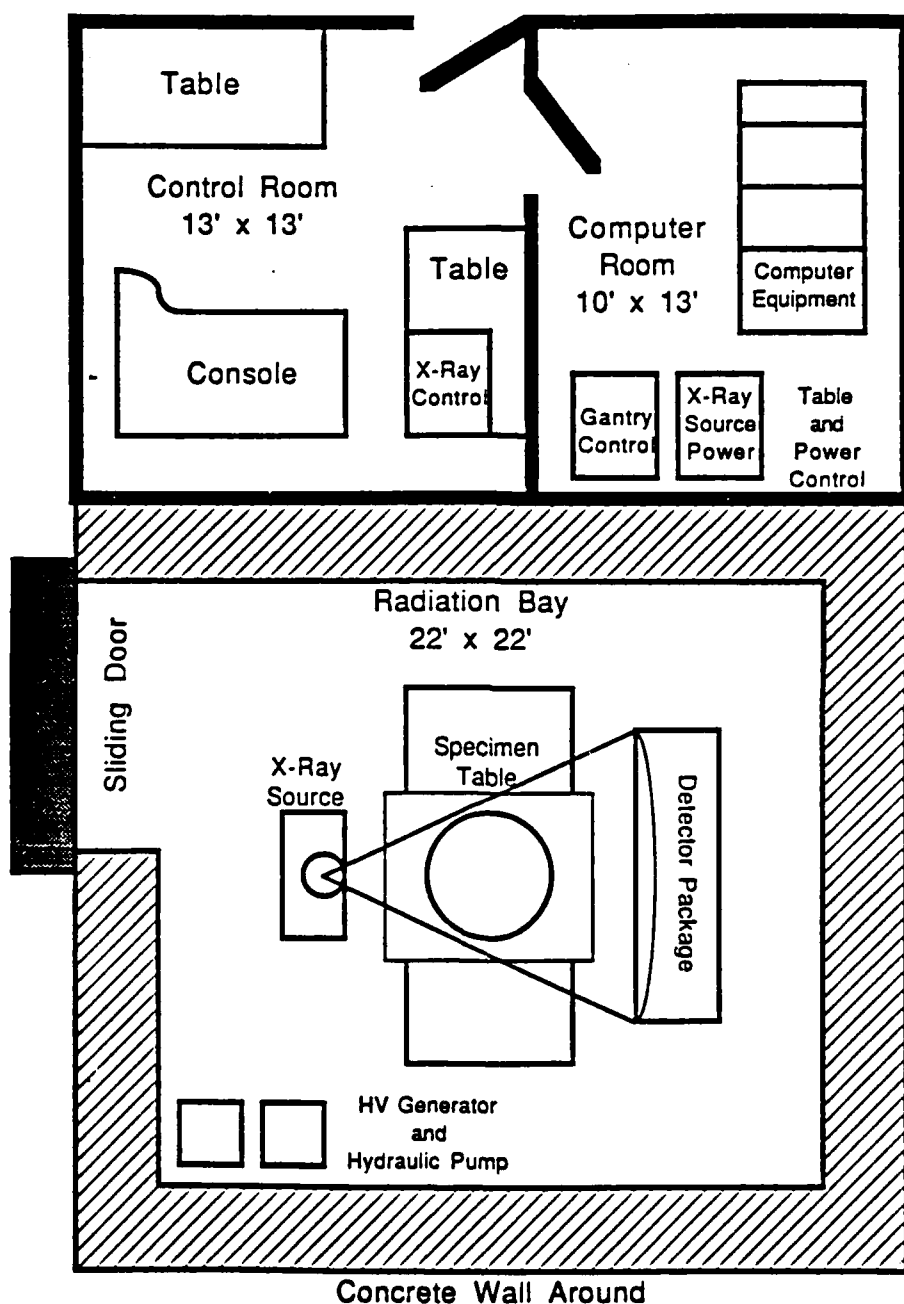 Table
Control Room
13' x 13'
Table
Console
X-Ray
Control
Computer
Room
10' x 13'
Computer
Equipment
Gantry
Control
X-Ray
Source
Power
Table
and
Power
Control
Radiation Bay
22' x 22'
Sliding Door
X-Ray
Source
Specimen
Table
Detector Package
HV Generator
and
Hydraulic Pump
Concrete Wall Around